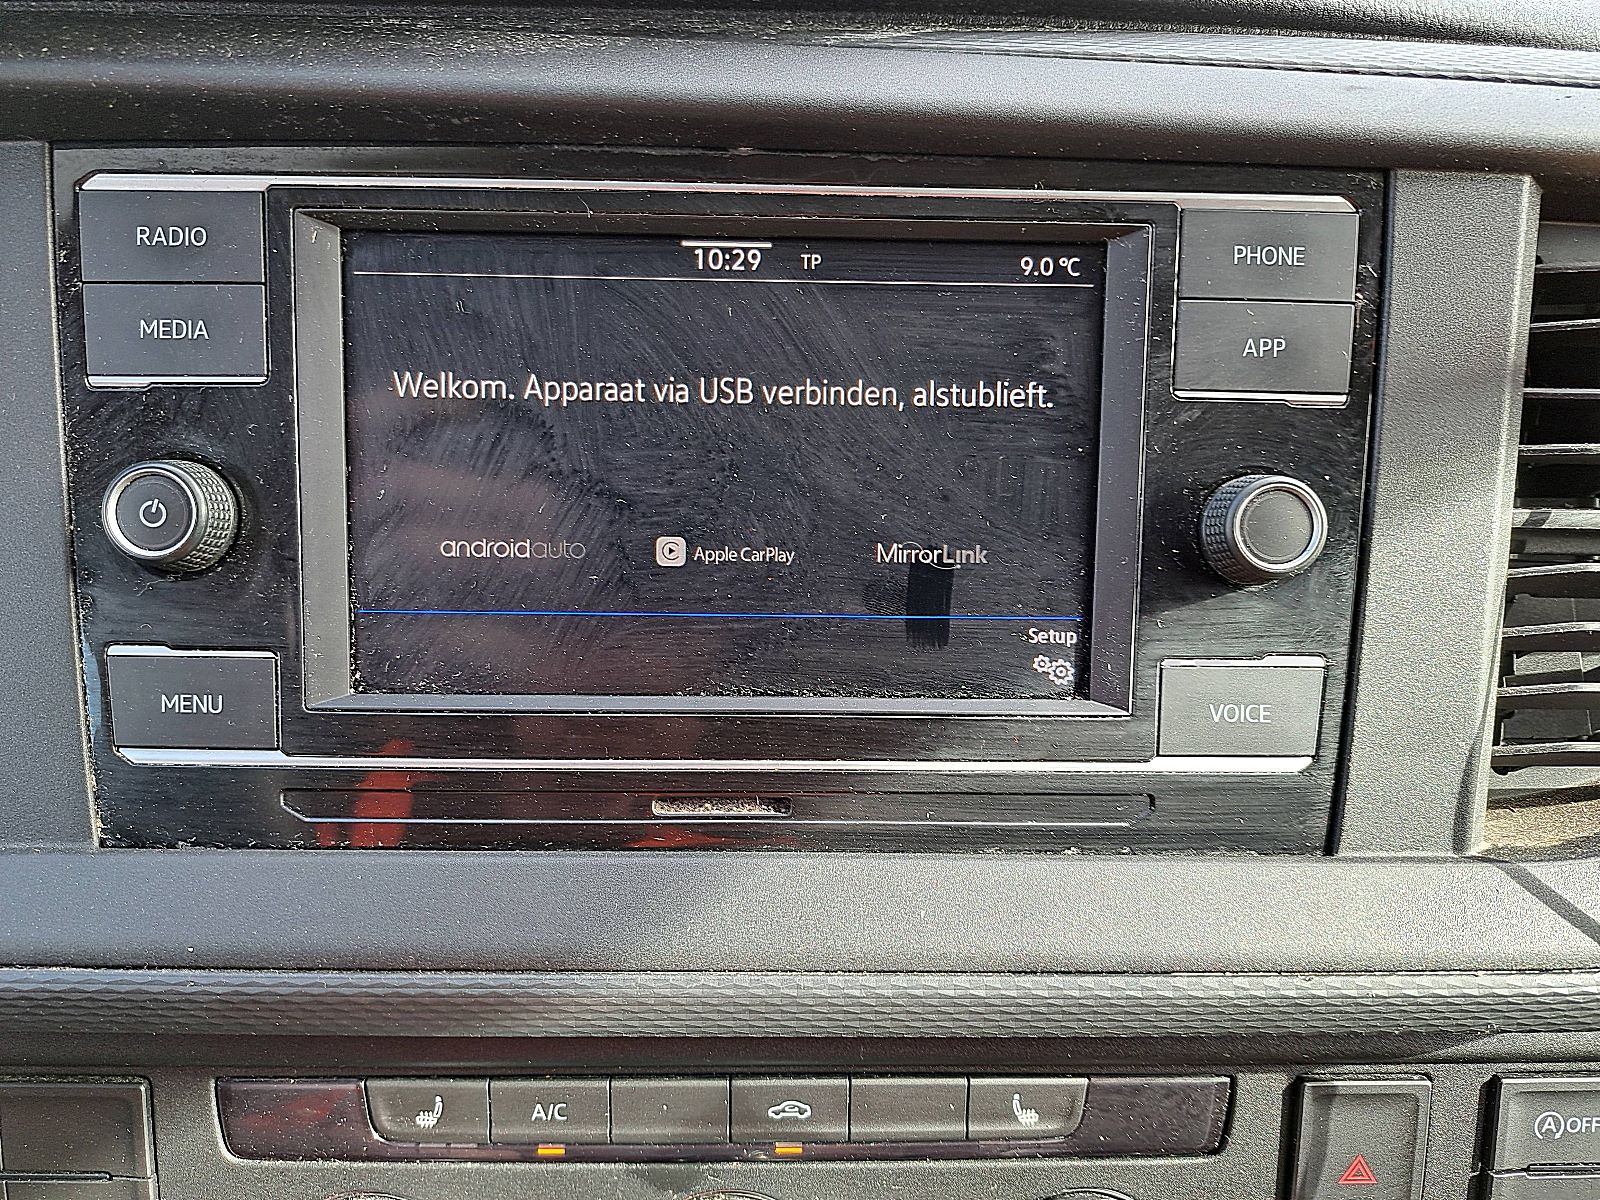 RADIO
MEDIA
MENU
10:29 TP 9.0 °C
Welkom. Apparaat via USB verbinden, alstublieft.
androidauto
Apple CarPlay
MirrorLink
Setup
PHONE
APP
VOICE
A/C
A OFF